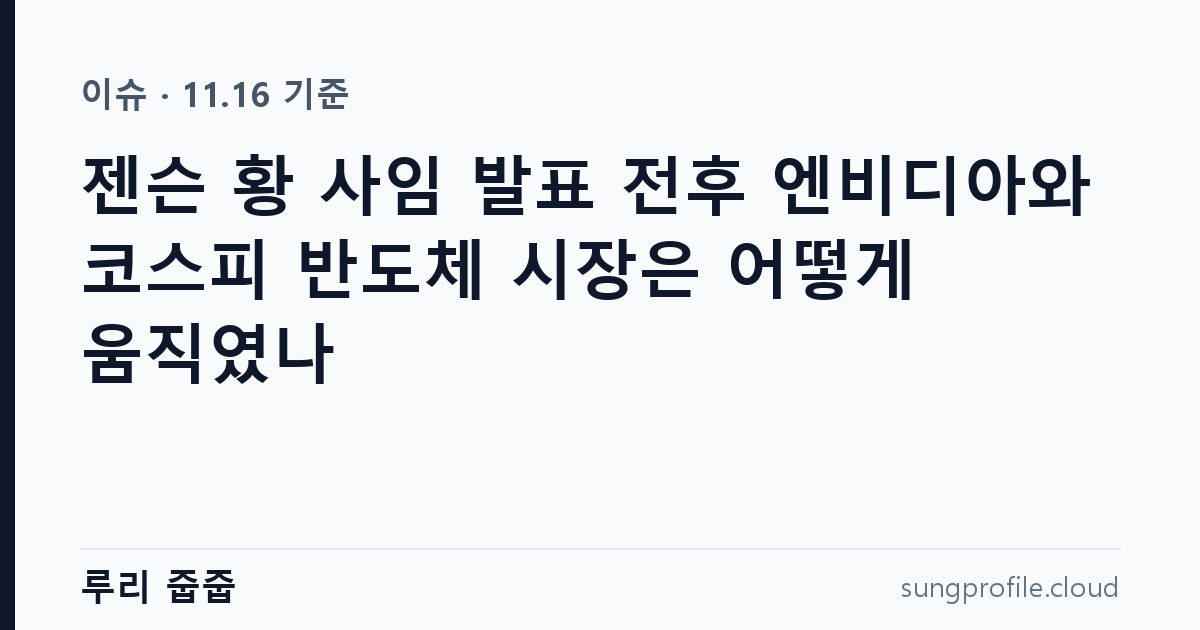 이슈 · 11.16 기준
젠슨 황 사임 발표 전후 엔비디아와
코스피 반도체 시장은 어떻게
움직였나
루리 줍줍
sungprofile.cloud